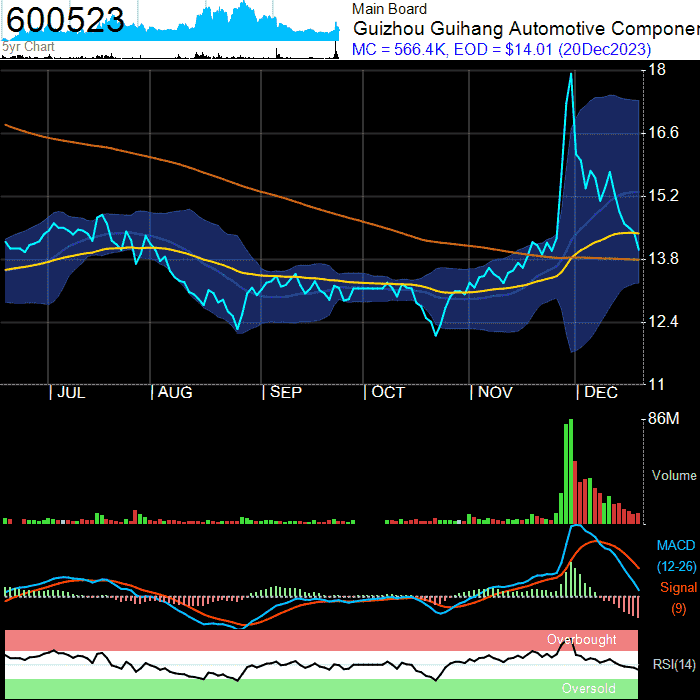 600523
5yr Chart
Main Board
Guizhou Guihang Automotive Componen
MC = 566.4K, EOD = $14.01 (20Dec2023)
18
16.6
15.2
13.8
12.4
11
| JUL | AUG | SEP | OCT | NOV | DEC
86M
Volume
MACD
(12-26)
Signal
(9)
Overbought
RSI(14)
Oversold